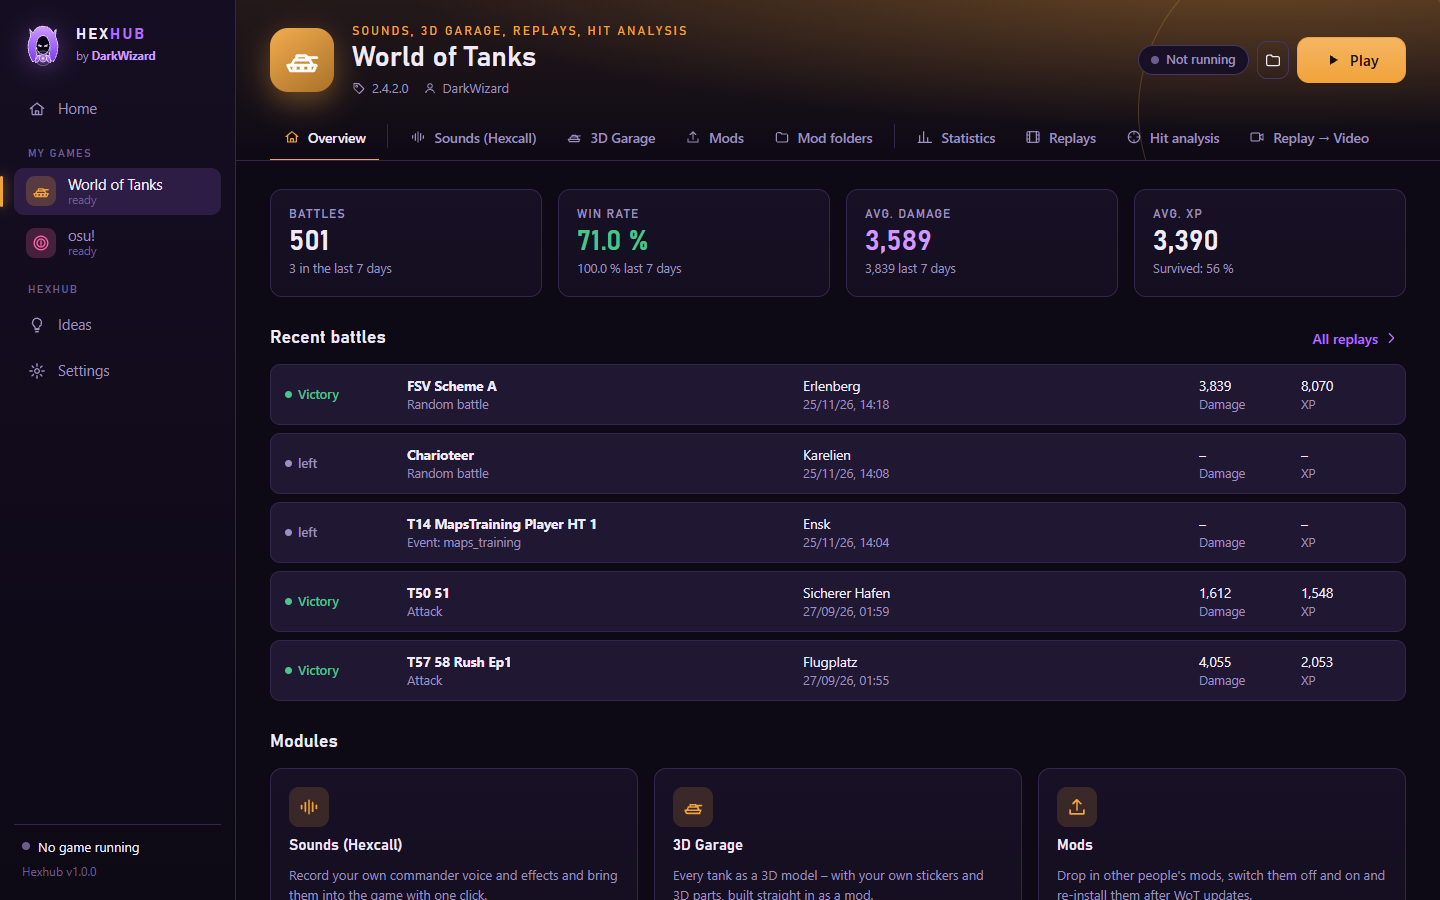 HEXHUB
by DarkWizard
Home
MY GAMES
World of Tanks
ready
osu!
ready
HEXHUB
Ideas
Settings
No game running
Hexhub v1.0.0
SOUNDS, 3D GARAGE, REPLAYS, HIT ANALYSIS
World of Tanks
2.4.2.0 DarkWizard
Not running
Play
Overview Sounds (Hexcall) 3D Garage Mods Mod folders Statistics Replays Hit analysis Replay → Video
BATTLES
501
3 in the last 7 days
WIN RATE
71.0 %
100.0 % last 7 days
AVG. DAMAGE
3,589
3,839 last 7 days
AVG. XP
3,390
Survived: 56 %
Recent battles
All replays
Victory
FSV Scheme A
Random battle
Erlenberg
25/11/26, 14:18
3,839
Damage
8,070
XP
left
Charioteer
Random battle
Karelien
25/11/26, 14:08
–
Damage
–
XP
left
T14 MapsTraining Player HT 1
Event: maps_training
Ensk
25/11/26, 14:04
–
Damage
–
XP
Victory
T50 51
Attack
Sicherer Hafen
27/09/26, 01:59
1,612
Damage
1,548
XP
Victory
T57 58 Rush Ep1
Attack
Flugplatz
27/09/26, 01:55
4,055
Damage
2,053
XP
Modules
Sounds (Hexcall)
Record your own commander voice and effects and bring
them into the game with one click.
3D Garage
Every tank as a 3D model – with your own stickers and
3D parts, built straight in as a mod.
Mods
Drop in other people's mods, switch them off and on and
re-install them after WoT updates.